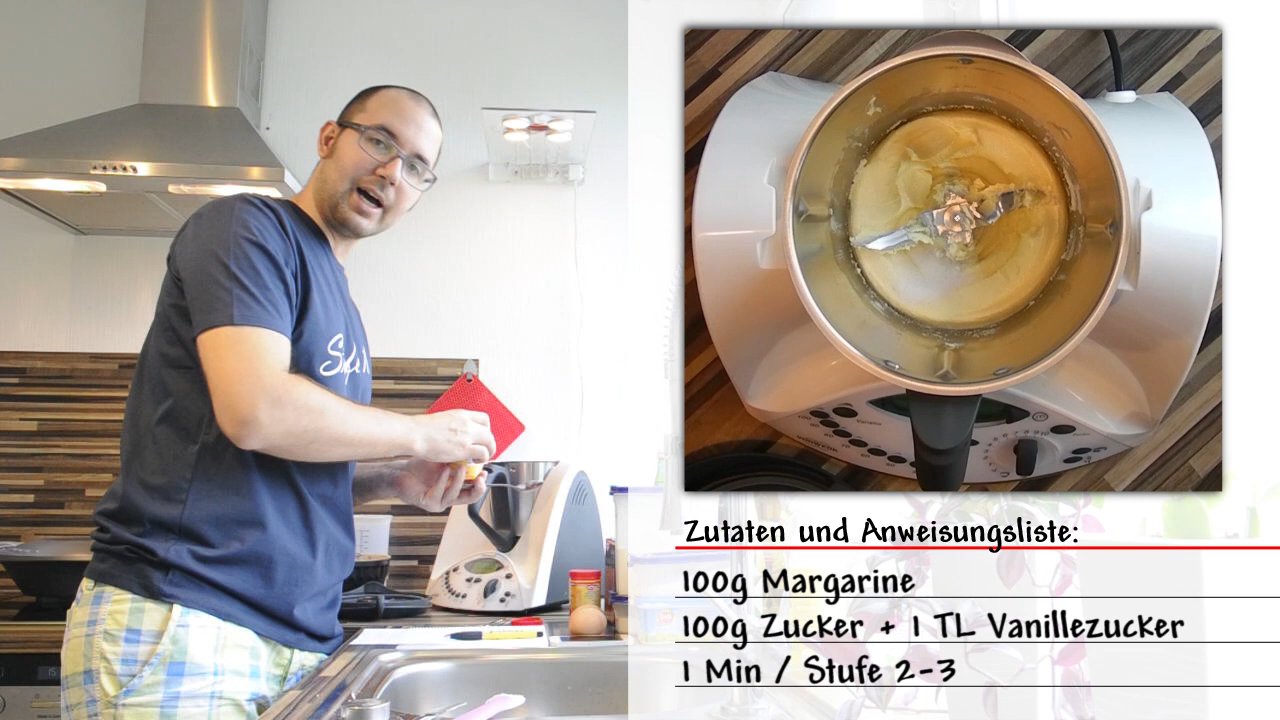 Zutaten und Anweisungsliste:
100g Margarine
100g Zucker + 1 TL Vanillezucker
1 Min / Stufe 2-3